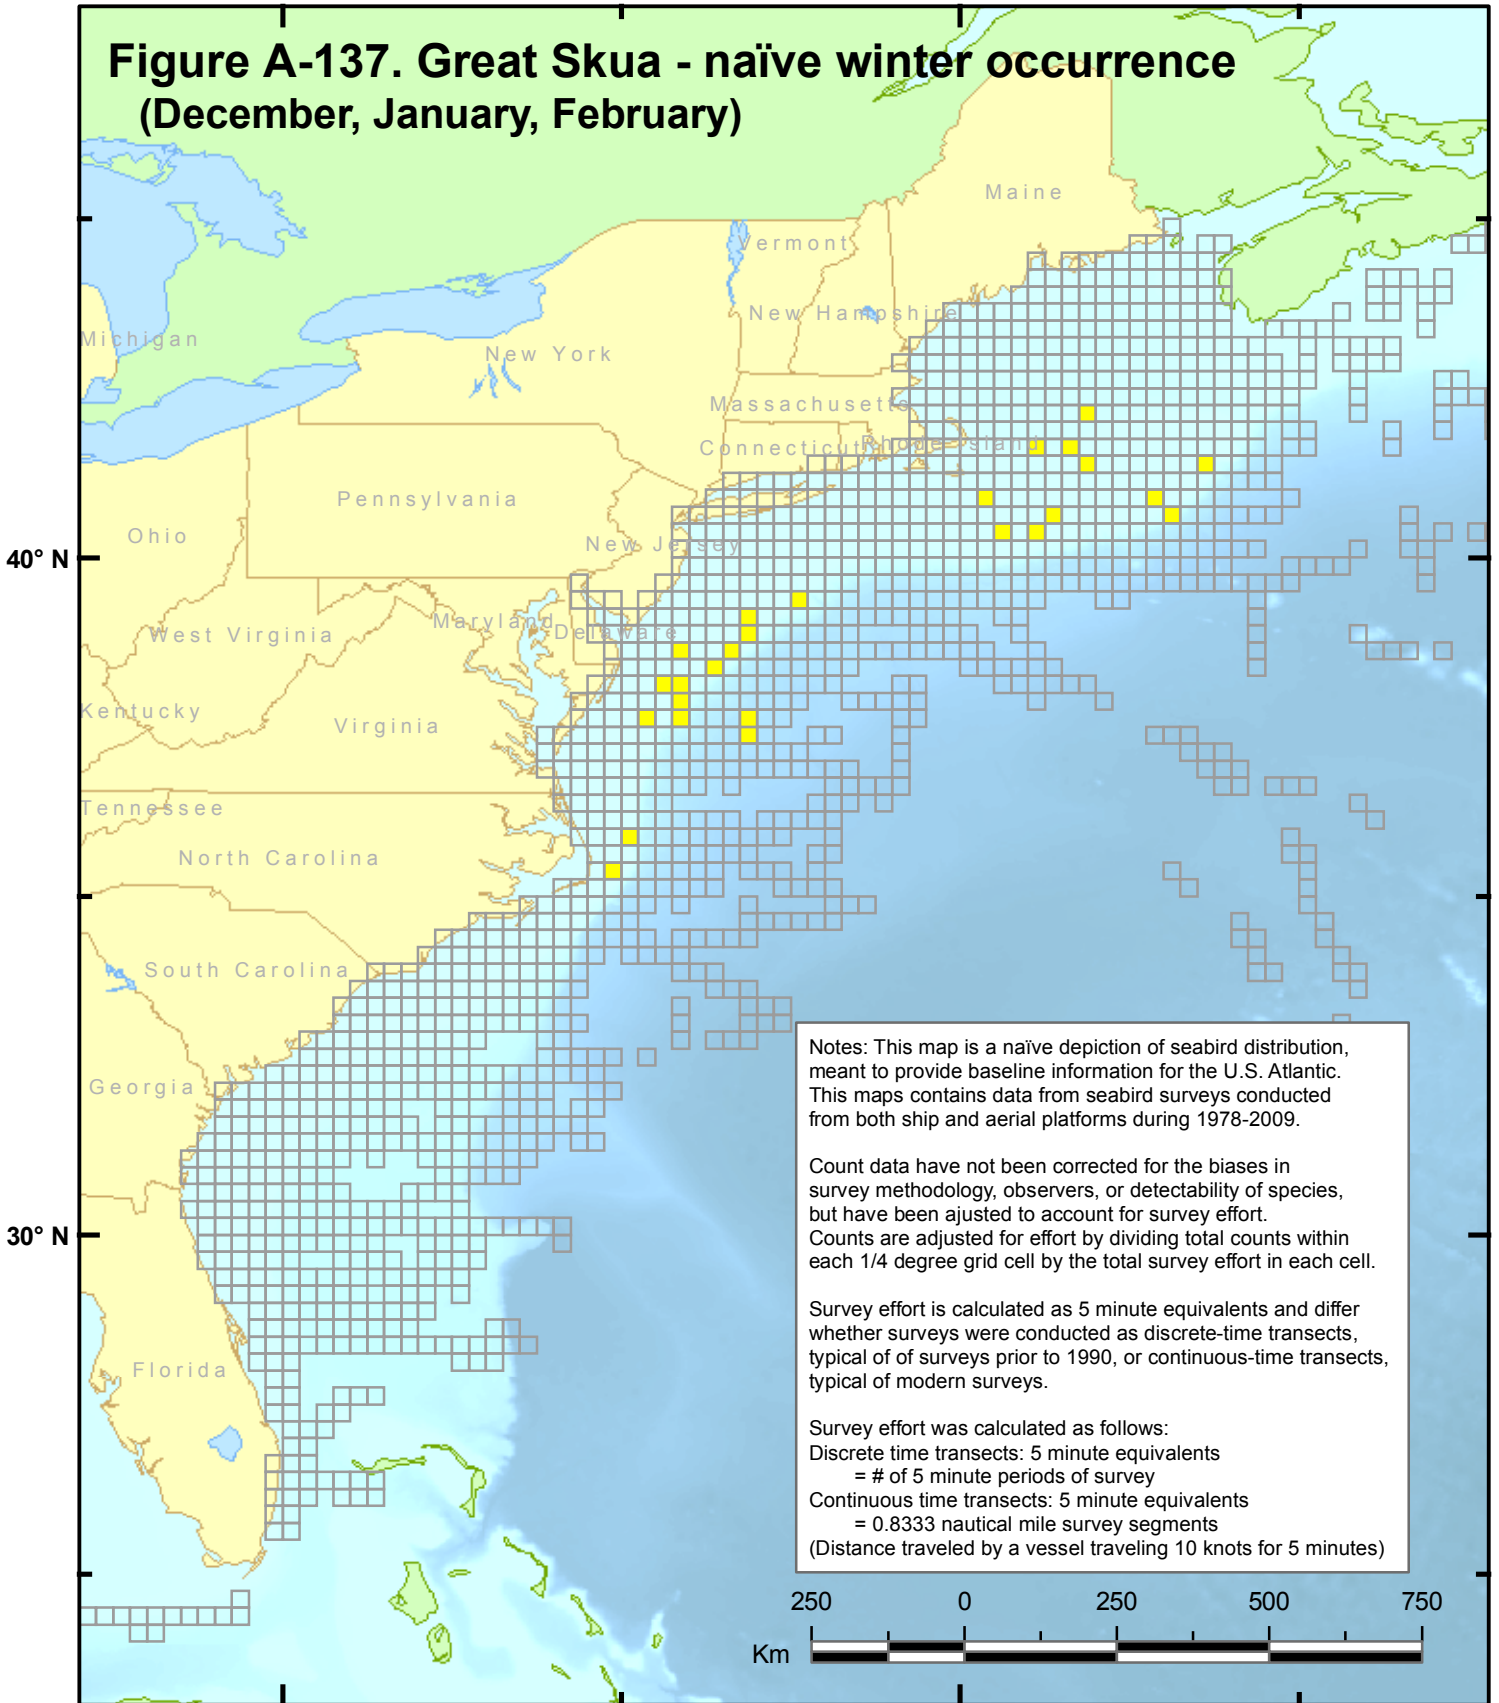 Figure A-137. Great Skua - naïve winter occurrence
(December, January, February)
Maine
Vermont
New Hampshire
Michigan
New York
Massachusetts
Connecticut
Rhode Island
Pennsylvania
Ohio
New Jersey
40° N
West Virginia
Maryland
Delaware
Kentucky
Virginia
Tennessee
North Carolina
South Carolina
Georgia
30° N
Florida
Notes: This map is a naïve depiction of seabird distribution,
meant to provide baseline information for the U.S. Atlantic.
This maps contains data from seabird surveys conducted
from both ship and aerial platforms during 1978-2009.
Count data have not been corrected for the biases in
survey methodology, observers, or detectability of species,
but have been ajusted to account for survey effort.
Counts are adjusted for effort by dividing total counts within
each 1/4 degree grid cell by the total survey effort in each cell.
Survey effort is calculated as 5 minute equivalents and differ
whether surveys were conducted as discrete-time transects,
typical of of surveys prior to 1990, or continuous-time transects,
typical of modern surveys.
Survey effort was calculated as follows:
Discrete time transects: 5 minute equivalents
= # of 5 minute periods of survey
Continuous time transects: 5 minute equivalents
= 0.8333 nautical mile survey segments
(Distance traveled by a vessel traveling 10 knots for 5 minutes)
250 0 250 500 750
Km